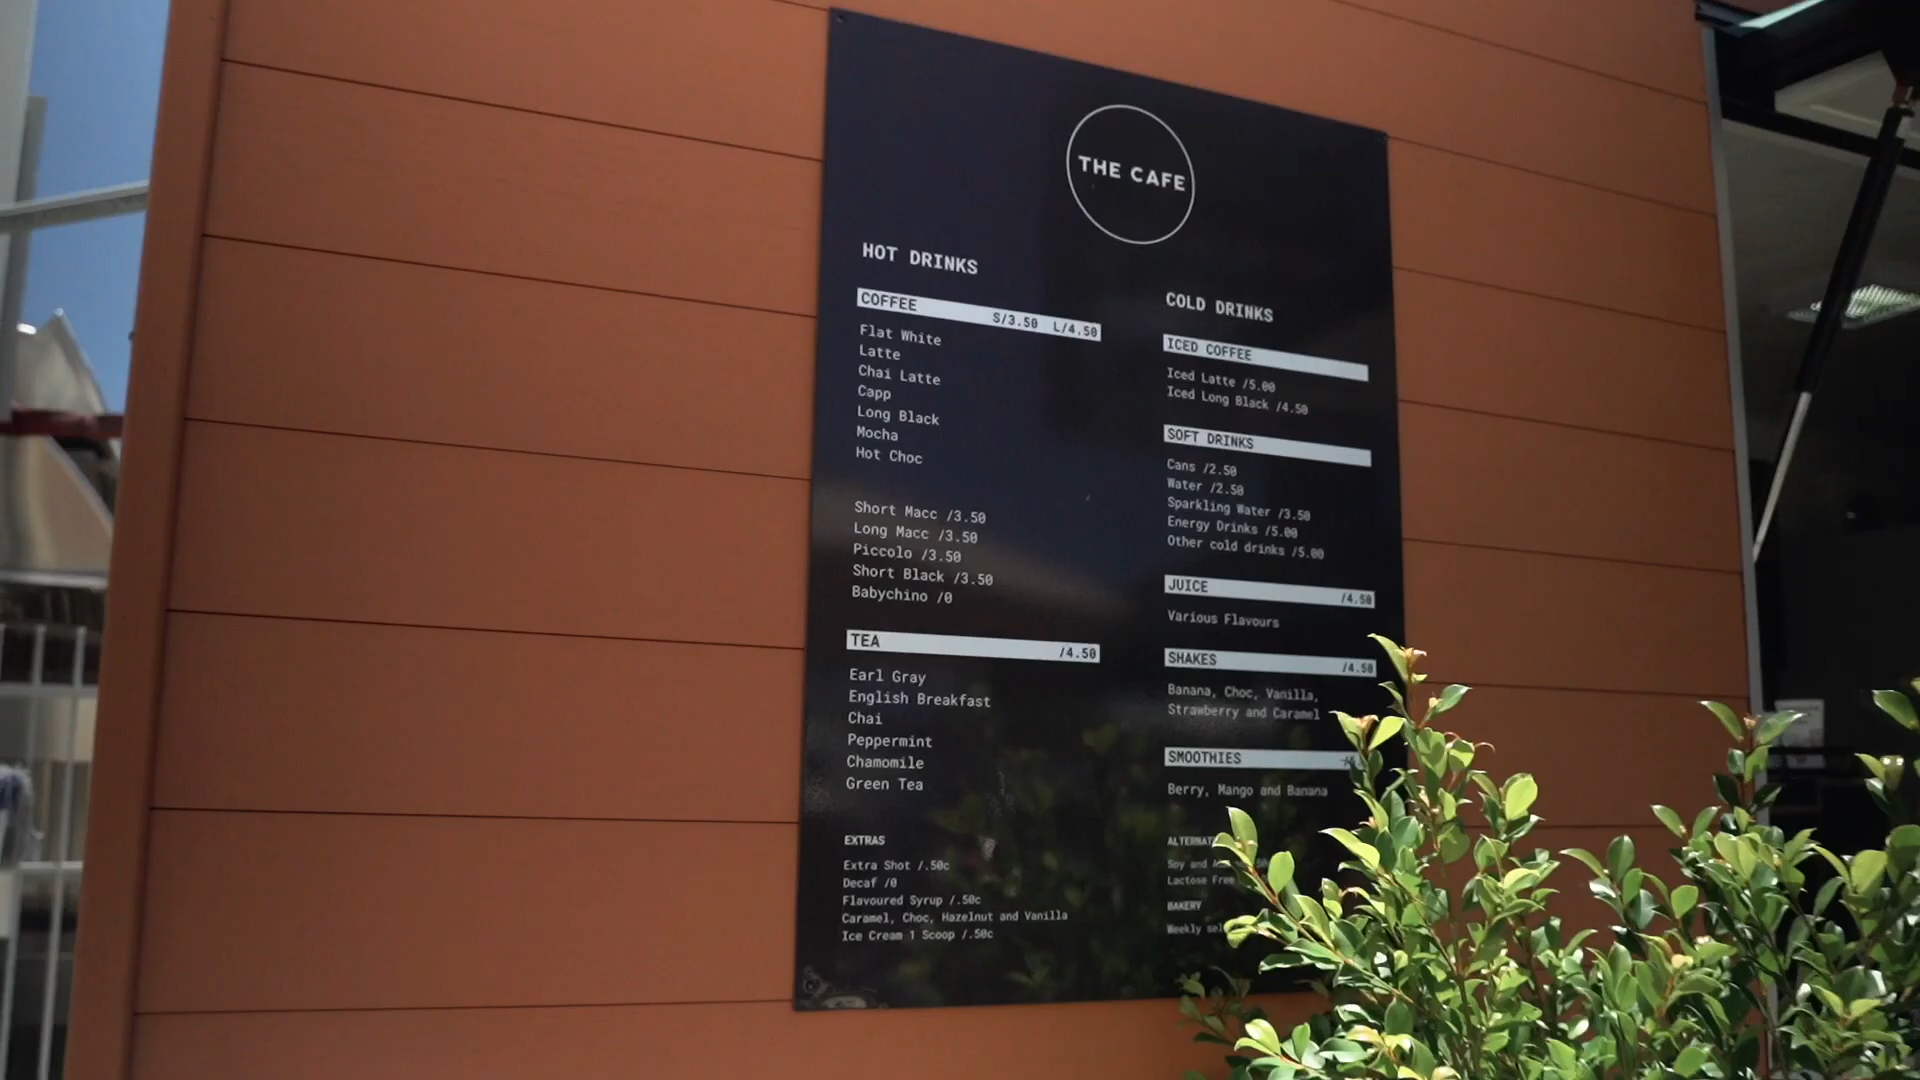 THE CAFE
HOT DRINKS
COFFEE S/3.50 L/4.50
Flat White
Latte
Chai Latte
Capp
Long Black
Mocha
Hot Choc
Short Macc /3.50
Long Macc /3.50
Piccolo /3.50
Short Black /3.50
Babychino /0
TEA /4.50
Earl Gray
English Breakfast
Chai
Peppermint
Chamomile
Green Tea
EXTRAS
Extra Shot /.50c
Decaf /0
Flavoured Syrup /.50c
Caramel, Choc, Hazelnut and Vanilla
Ice Cream 1 Scoop /.50c
COLD DRINKS
ICED COFFEE
Iced Latte /5.00
Iced Long Black /4.50
SOFT DRINKS
Cans /2.50
Water /2.50
Sparkling Water /3.50
Energy Drinks /5.00
Other cold drinks /5.00
JUICE /4.50
Various Flavours
SHAKES /4.50
Banana, Choc, Vanilla,
Strawberry and Caramel
SMOOTHIES
Berry, Mango and Banana
Soy and
Lactose Free
BAKERY
Weekly